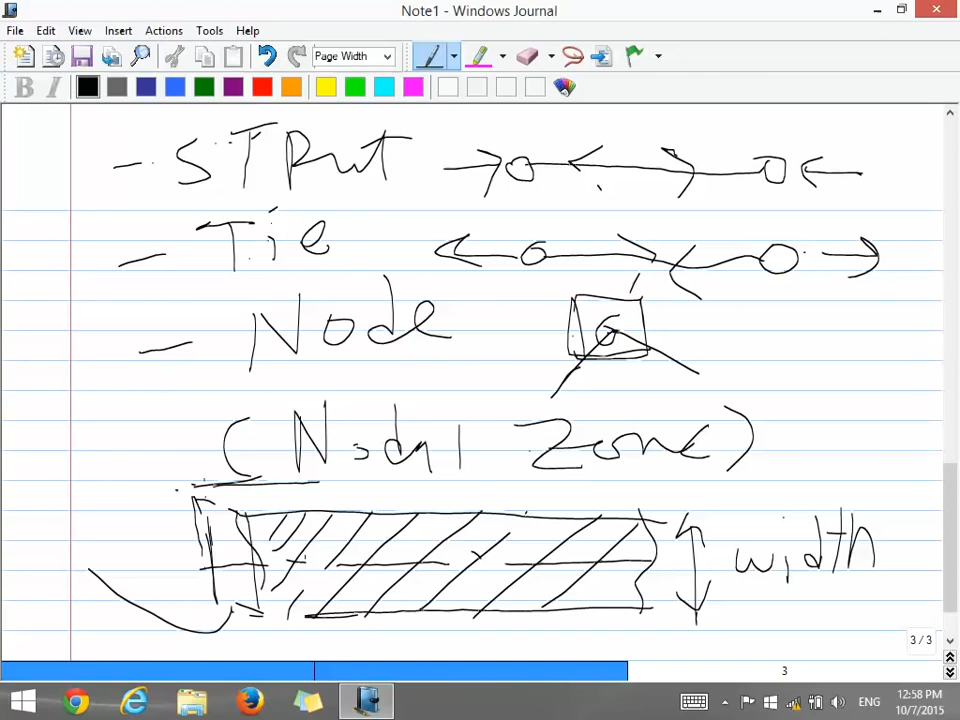 Note1 - Windows Journal
File Edit View Insert Actions Tools Help
Page Width
B I
- STRut
- Tie
- Node
(Nodal Zone)
width
3 / 3
3
ENG
12:58 PM
10/7/2015